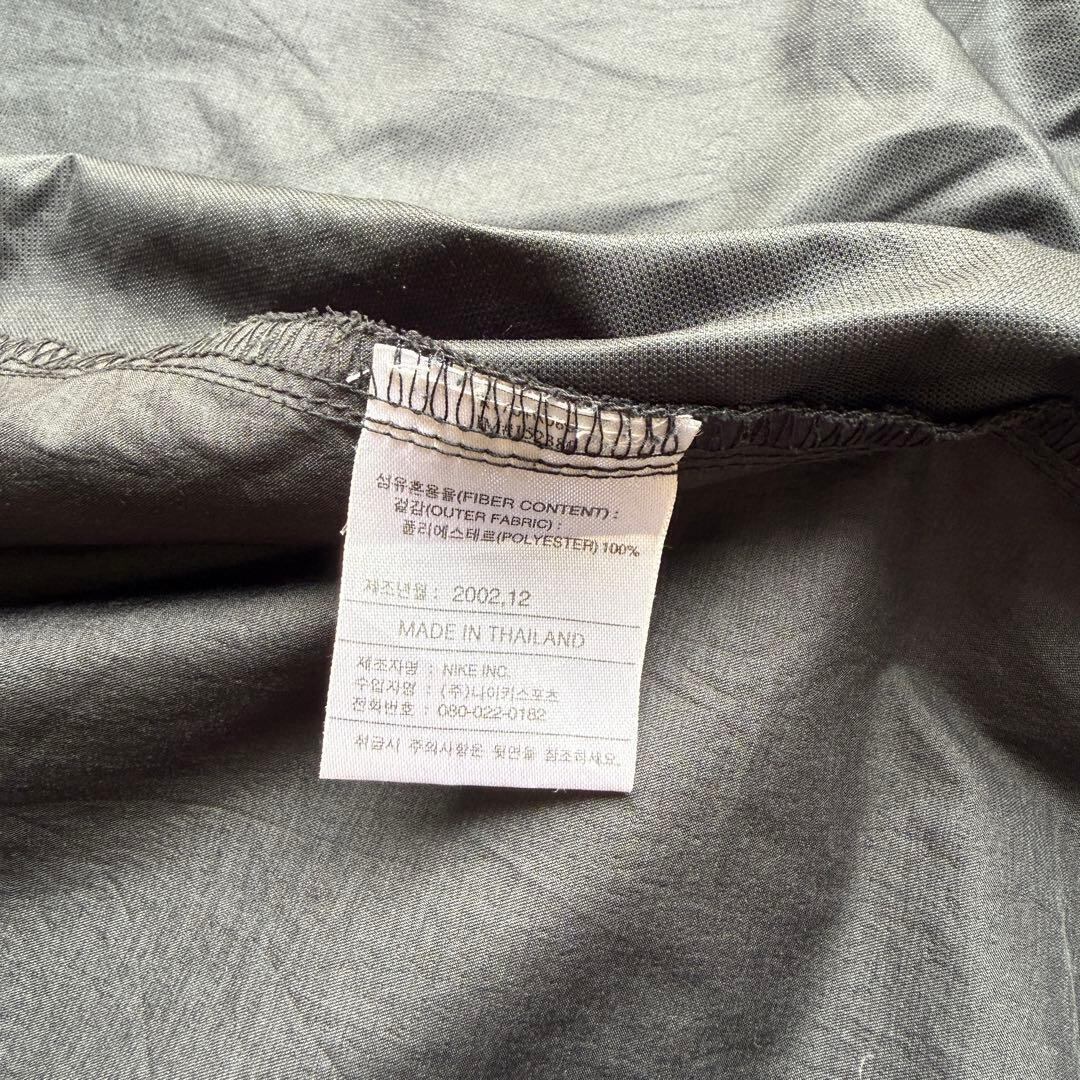 섬유혼용율(FIBER CONTENT) :
겉감(OUTER FABRIC) :
폴리에스테르(POLYESTER) 100%
제조년월 : 2002.12
MADE IN THAILAND
제조자명 : NIKE INC.
수입자명 : (주)나이키스포츠
전화번호 : 080-022-0182
취급시 주의사항은 뒷면을 참조하세요.